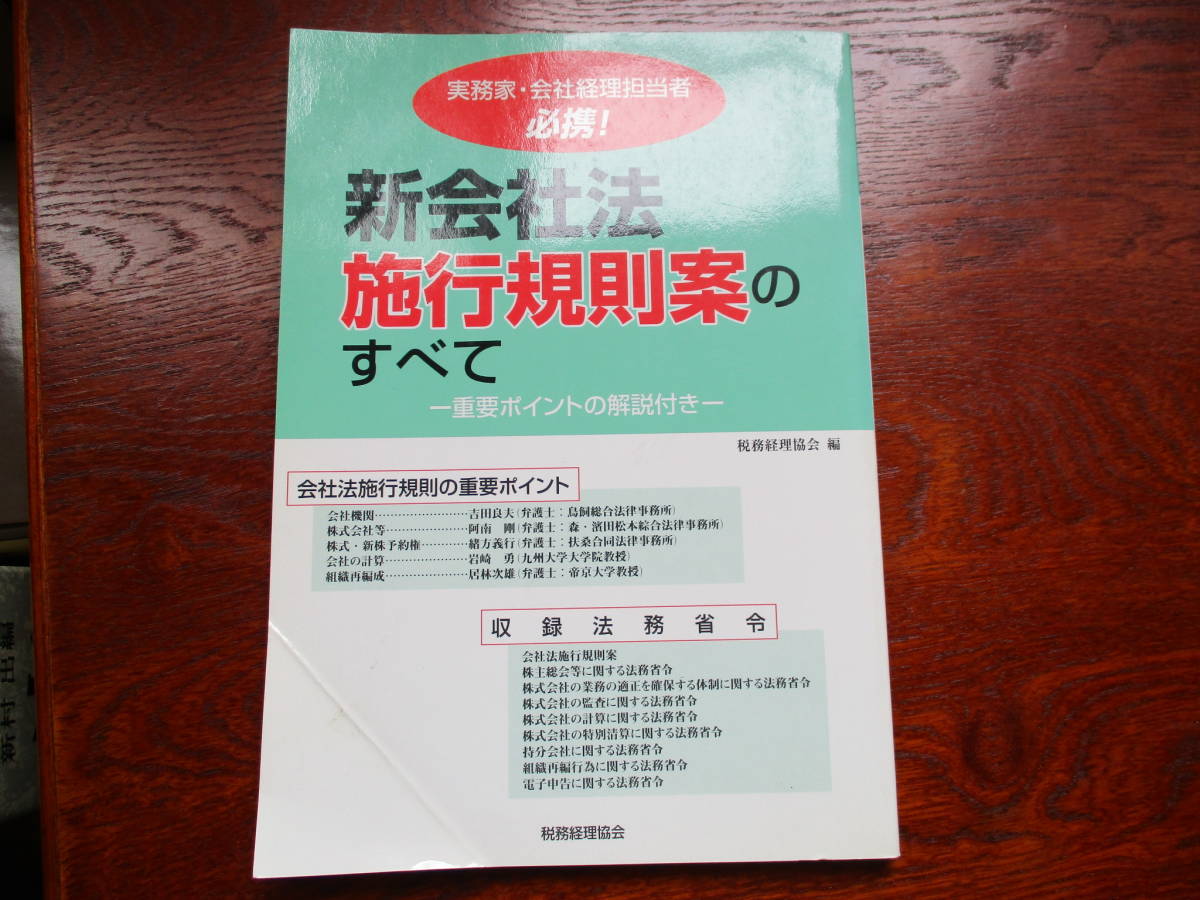 実務家・会社経理担当者
必携！
新会社法
施行規則案の
すべて
ー重要ポイントの解説付きー
税務経理協会 編
会社法施行規則の重要ポイント
会社機関……………………吉田良夫（弁護士：鳥飼総合法律事務所）
株式会社等…………………阿南　剛（弁護士：森・濱田松本綜合法律事務所）
株式・新株予約権…………緒方義行（弁護士：扶桑合同法律事務所）
会社の計算…………………岩崎　勇（九州大学大学院教授）
組織再編成…………………居林次雄（弁護士：帝京大学教授）
収録法務省令
会社法施行規則案
株主総会等に関する法務省令
株式会社の業務の適正を確保する体制に関する法務省令
株式会社の監査に関する法務省令
株式会社の計算に関する法務省令
株式会社の特別清算に関する法務省令
持分会社に関する法務省令
組織再編行為に関する法務省令
電子申告に関する法務省令
税務経理協会
新村 出編